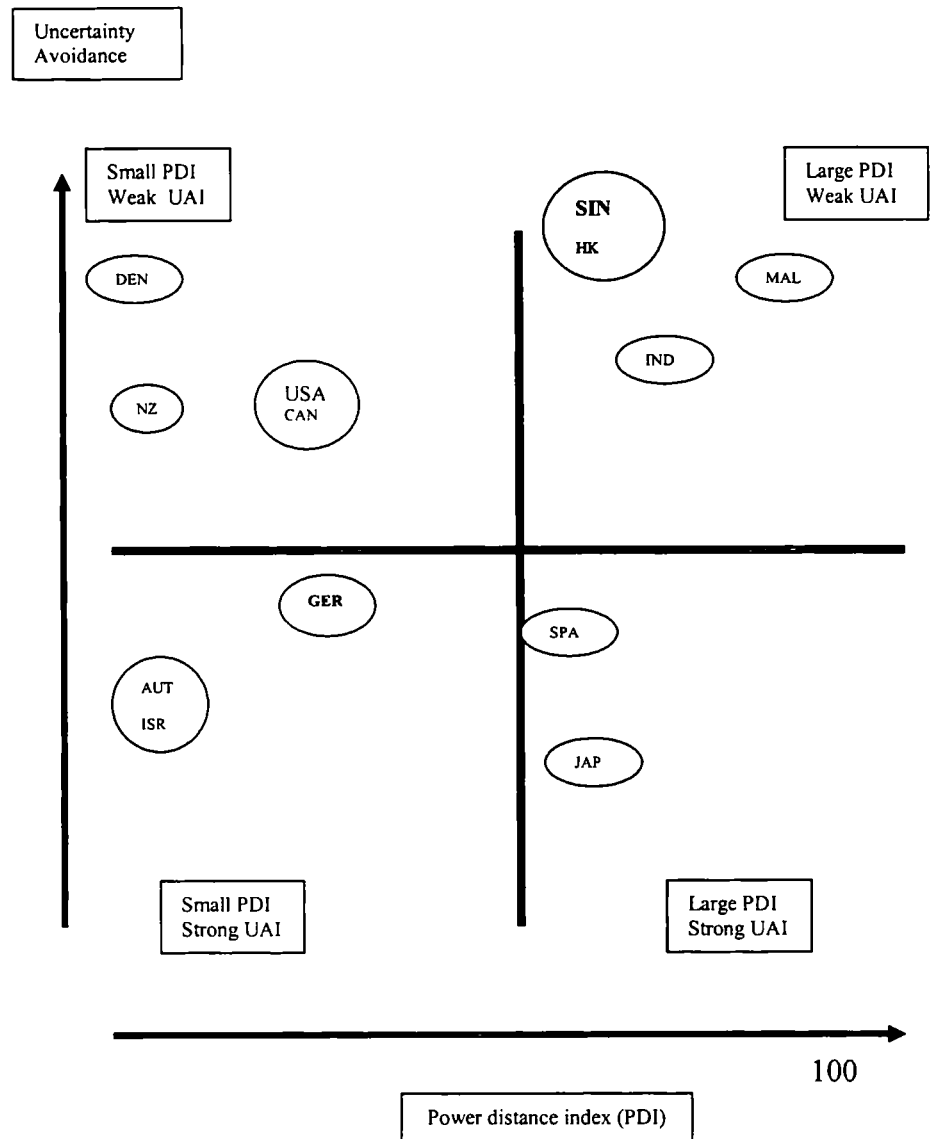 Uncertainty
Avoidance
Small PDI
Weak UAI
Large PDI
Weak UAI
SIN
HK
DEN
MAL
IND
NZ
USA
CAN
GER
SPA
AUT
ISR
JAP
Small PDI
Strong UAI
Large PDI
Strong UAI
100
Power distance index (PDI)